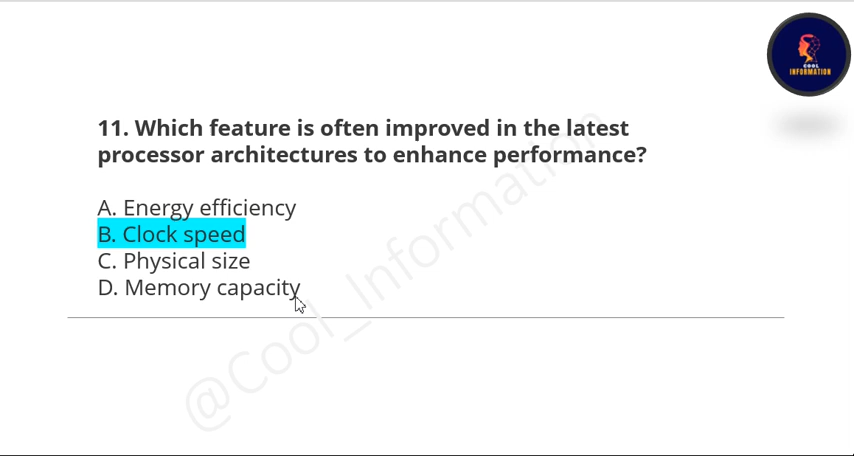 COOL
INFORMATION
11. Which feature is often improved in the latest
processor architectures to enhance performance?
A. Energy efficiency
B. Clock speed
C. Physical size
D. Memory capacity
@Cool_Information